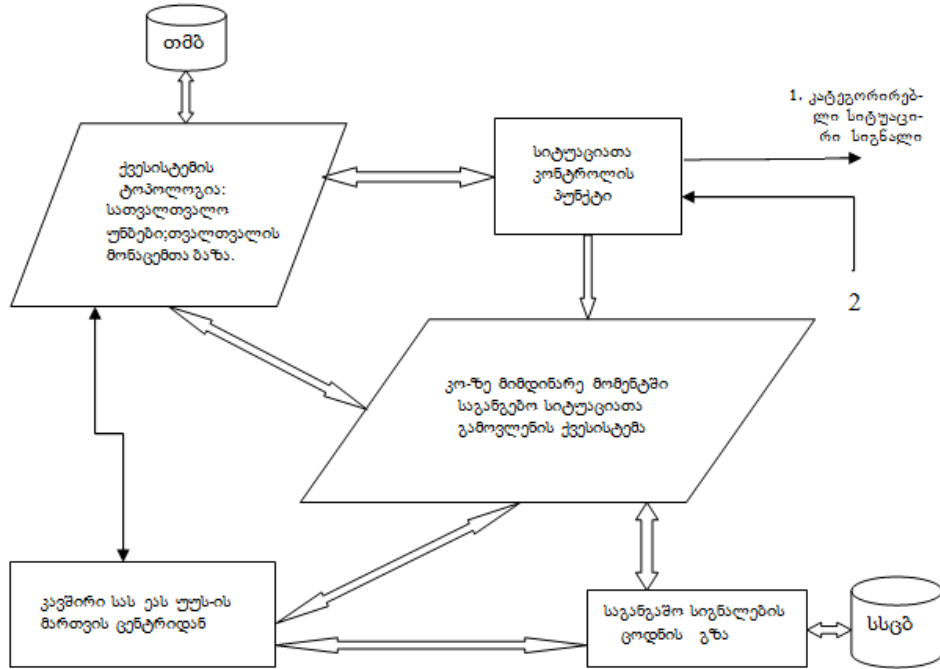 თმბ
1. კატეგორირებ-
ლი სიტუაცი-
რი სიგნალი
სიტუაციათა
კონტროლის
პუნქტი
ქვესისტემის
ტოპოლოგია:
სათვალთვალო
უნბები;თვალთვალის
მონაცემთა ბაზა.
2
კო-ზე მიმდინარე მომენტში
საგანგებო სიტუაციათა
გამოვლენის ქვესისტემა
კავშირი სას ეას უუს-ის
მართვის ცენტრიდან
საგანგაშო სიგნალების
ცოდნის გზა
სსცბ